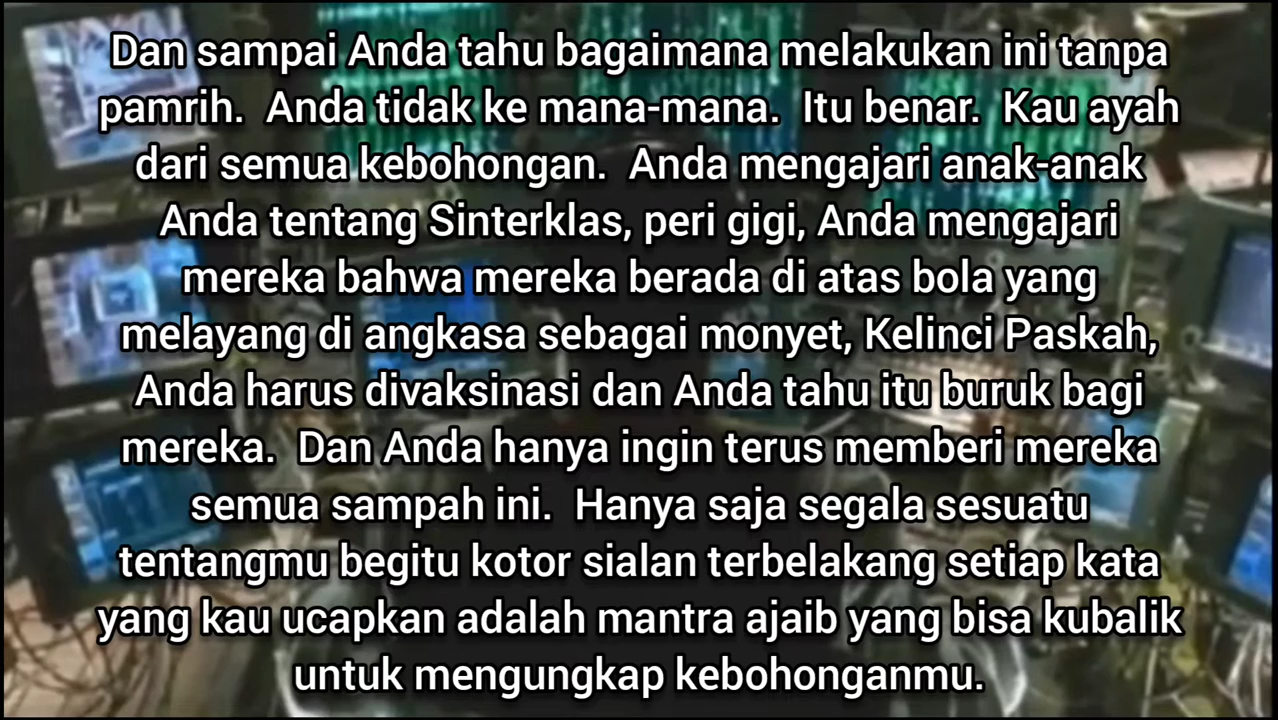 Dan sampai Anda tahu bagaimana melakukan ini tanpa
pamrih.  Anda tidak ke mana-mana.  Itu benar.  Kau ayah
dari semua kebohongan.  Anda mengajari anak-anak
Anda tentang Sinterklas, peri gigi, Anda mengajari
mereka bahwa mereka berada di atas bola yang
melayang di angkasa sebagai monyet, Kelinci Paskah,
Anda harus divaksinasi dan Anda tahu itu buruk bagi
mereka.  Dan Anda hanya ingin terus memberi mereka
semua sampah ini.  Hanya saja segala sesuatu
tentangmu begitu kotor sialan terbelakang setiap kata
yang kau ucapkan adalah mantra ajaib yang bisa kubalik
untuk mengungkap kebohonganmu.